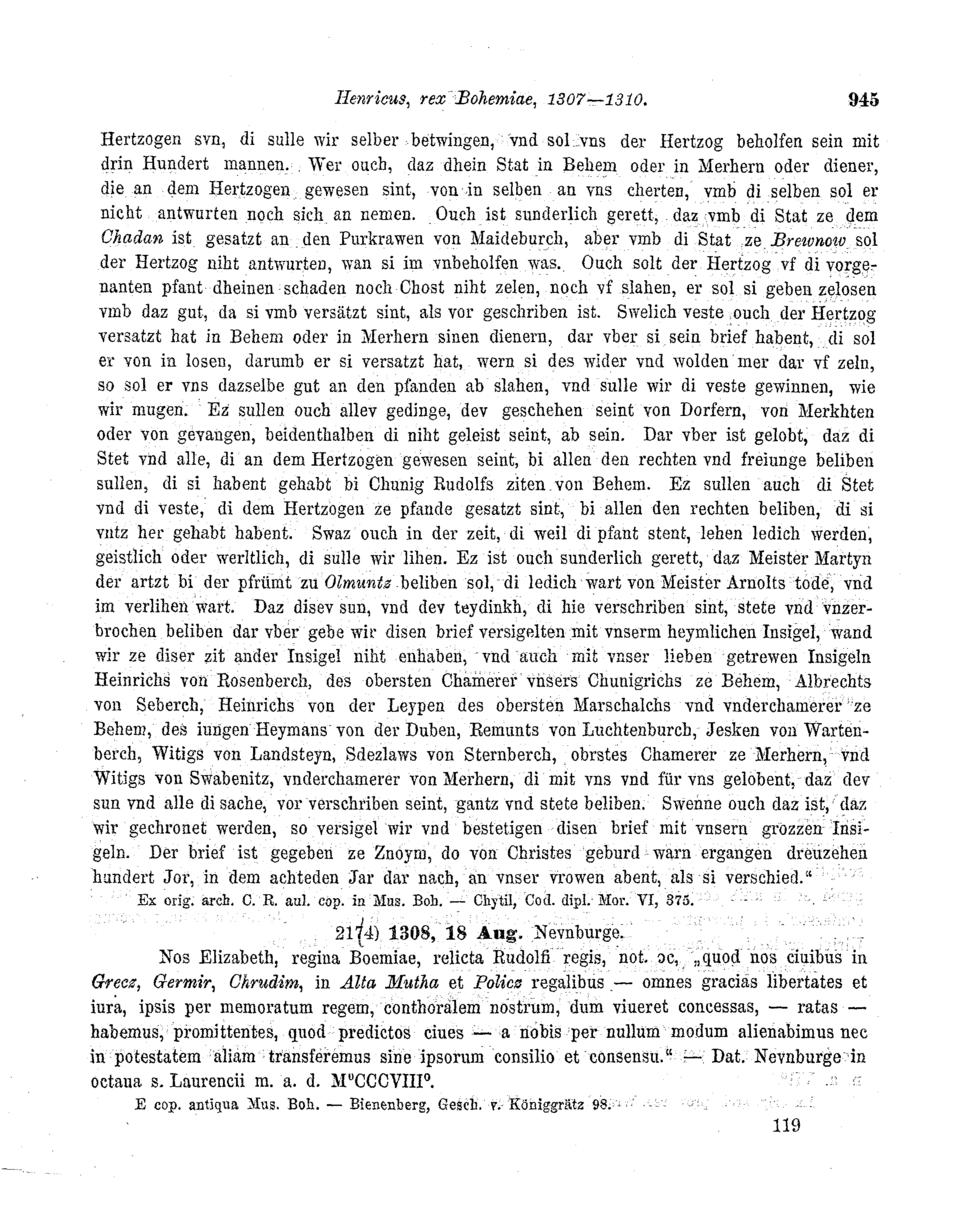 Henricus, rex Bohemiae, 1307—1310. 945
Hertzogen svn, di sulle wir selber betwingen, vnd sol vns der Hertzog beholfen sein mit
drin Hundert mannen. Wer ouch, daz dhein Stat in Behem oder in Merhern oder diener,
die an dem Hertzogen gewesen sint, von in selben an vns cherten, vmb di selben sol er
nicht antwurten noch sich an nemen. Ouch ist sunderlich gerett, daz vmb di Stat ze dem
Chadan ist gesatzt an den Purkrawen von Maideburch, aber vmb di Stat ze Brewnow sol
der Hertzog niht antwurten, wan si im vnbeholfen was. Ouch solt der Hertzog vf di vorge-
nanten pfant dheinen schaden noch Chost niht zelen, noch vf slahen, er sol si geben zelosen
vmb daz gut, da si vmb versätzt sint, als vor geschriben ist. Swelich veste ouch der Hertzog
versatzt hat in Behem oder in Merhern sinen dienern, dar vber si sein brief habent, di sol
er von in losen, darumb er si versatzt hat, wern si des wider vnd wolden mer dar vf zeln,
so sol er vns dazselbe gut an den pfanden ab slahen, vnd sulle wir di veste gewinnen, wie
wir mugen. Ez sullen ouch allev gedinge, dev geschehen seint von Dorfern, von Merkhten
oder von gevangen, beidenthalben di niht geleist seint, ab sein. Dar vber ist gelobt, daz di
Stet vnd alle, di an dem Hertzogen gewesen seint, bi allen den rechten vnd freiunge beliben
sullen, di si habent gehabt bi Chunig Rudolfs ziten von Behem. Ez sullen auch di Stet
vnd di veste, di dem Hertzogen ze pfande gesatzt sint, bi allen den rechten beliben, di si
vntz her gehabt habent. Swaz ouch in der zeit, di weil di pfant stent, lehen ledich werden,
geistlich oder werltlich, di sulle wir lihen. Ez ist ouch sunderlich gerett, daz Meister Martyn
der artzt bi der pfrümt zu Olmuntz beliben sol, di ledich wart von Meister Arnolts tode, vnd
im verlihen wart. Daz disev sun, vnd dev teydinkh, di hie verschriben sint, stete vnd vnzer-
brochen beliben dar vber gebe wir disen brief versigelten mit vnserm heymlichen Insigel, wand
wir ze diser zit ander Insigel niht enhaben, vnd auch mit vnser lieben getrewen Insigeln
Heinrichs von Rosenberch, des obersten Chamerer vnsers Chunigrichs ze Behem, Albrechts
von Seberch, Heinrichs von der Leypen des obersten Marschalchs vnd vnderchamerer ze
Behem, des iungen Heymans von der Duben, Remunts von Luchtenburch, Jesken von Warten-
berch, Witigs von Landsteyn, Sdezlaws von Sternberch, obrstes Chamerer ze Merhern, vnd
Witigs von Swabenitz, vnderchamerer von Merhern, di mit vns vnd für vns gelobent, daz dev
sun vnd alle di sache, vor verschriben seint, gantz vnd stete beliben. Swenne ouch daz ist, daz
wir gechronet werden, so versigel wir vnd bestetigen disen brief mit vnsern grozzen Insi-
geln. Der brief ist gegeben ze Znoym, do von Christes geburd warn ergangen dreuzehen
hundert Jor, in dem achteden Jar dar nach, an vnser vrowen abent, als si verschied.“
Ex orig. arch. C. R. aul. cop. in Mus. Boh. — Chytil, Cod. dipl. Mor. VI, 375.
2174) 1308, 18 Aug. Nevnburge.
Nos Elizabeth, regina Boemiae, relicta Rudolfi regis, not. ɔc, „quod nos ciuibus in
Grecz, Germir, Chrudim, in Alta Mutha et Policz regalibus — omnes gracias libertates et
iura, ipsis per memoratum regem, conthoralem nostrum, dum viueret concessas, — ratas —
habemus, promittentes, quod predictos ciues — a nobis per nullum modum alienabimus nec
in potestatem aliam transferemus sine ipsorum consilio et consensu.“ — Dat. Nevnburge in
octaua s. Laurencii m. a. d. M⁰CCCVIII⁰.
E cop. antiqua Mus. Boh. — Bienenberg, Gesch. v. Königgrätz 98.
119